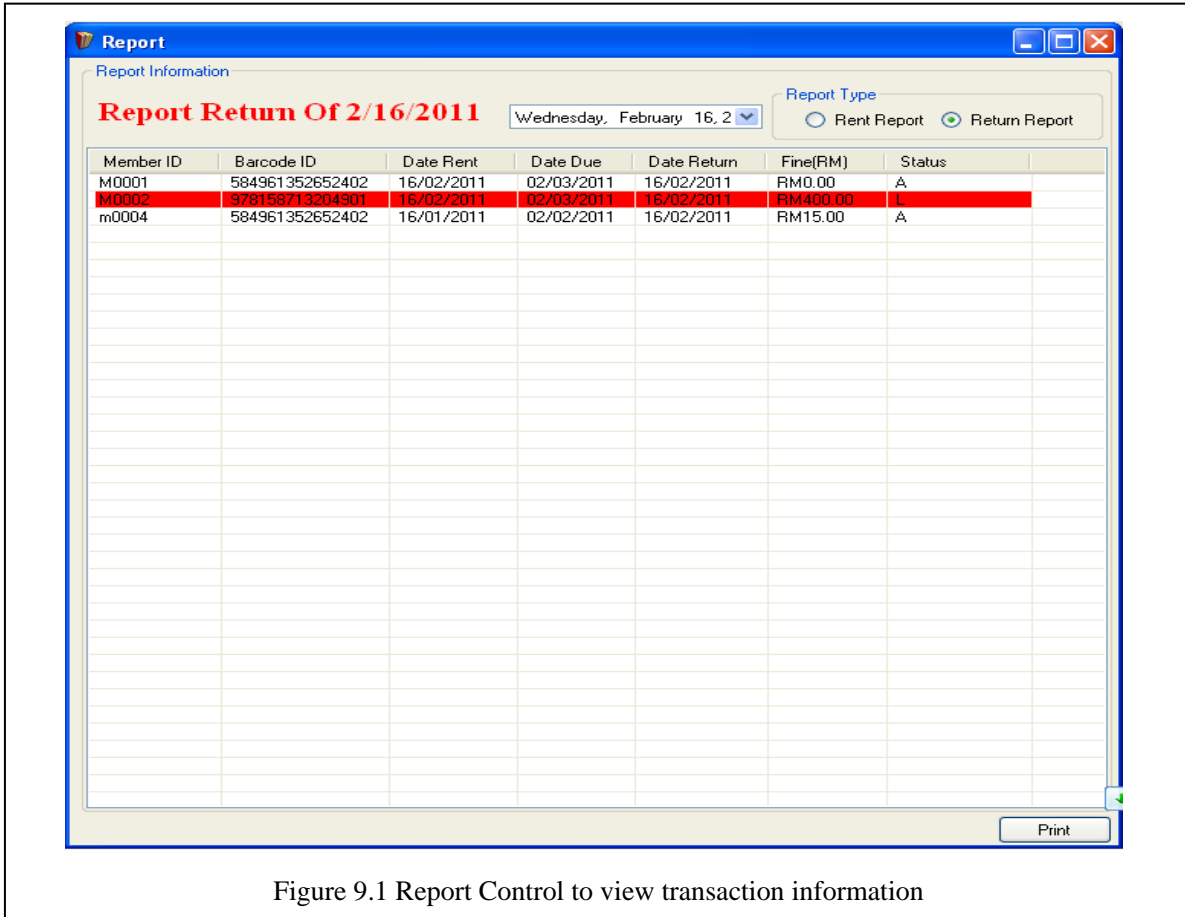 Report
Report Information
Report Return Of 2/16/2011
Wednesday, February 16, 2
Report Type
Rent Report Return Report
Member ID Barcode ID Date Rent Date Due Date Return Fine(RM) Status
M0001 584961352652402 16/02/2011 02/03/2011 16/02/2011 RM0.00 A
M0002 978158713204901 16/02/2011 02/03/2011 16/02/2011 RM400.00 L
m0004 584961352652402 16/01/2011 02/02/2011 16/02/2011 RM15.00 A
Print
Figure 9.1 Report Control to view transaction information